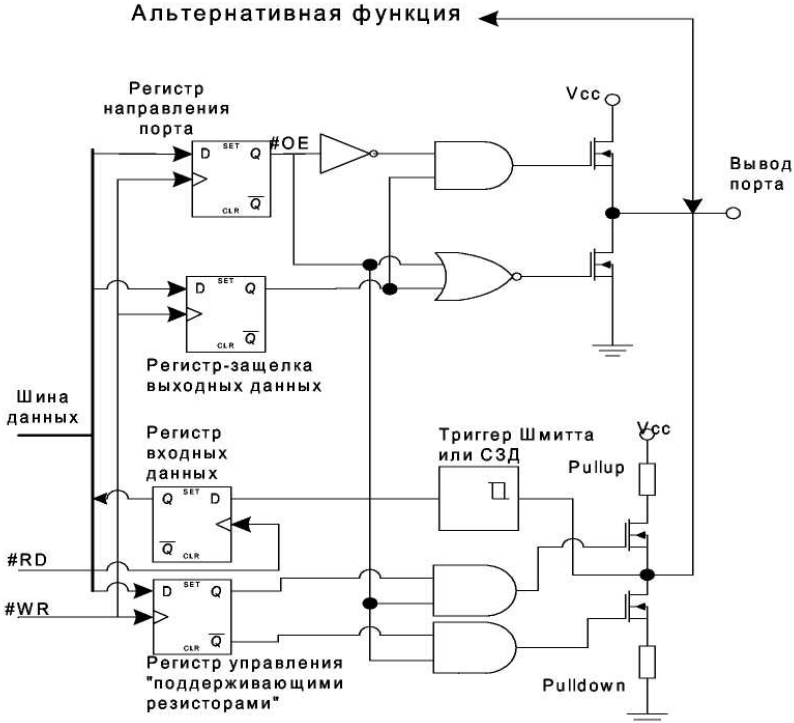 Альтернативная функция
Регистр
направления
порта
#OE
Vcc
Вывод
порта
D
SET
Q
Q
CLR
D
SET
Q
Q
CLR
Регистр-защелка
выходных данных
Шина
данных
Регистр
входных
данных
Триггер Шмитта
или СЗД
Vcc
Pullup
Q
SET
D
Q
CLR
#RD
#WR
D
SET
Q
CLR
Q
Регистр управления
"поддерживающими
резисторами"
Pulldown